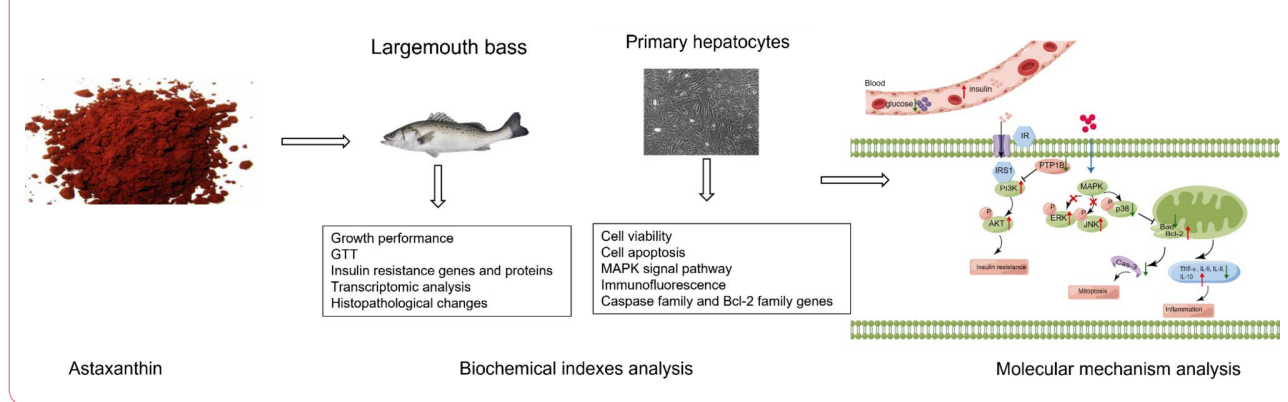 Largemouth bass
Primary hepatocytes
Growth performance
GTT
Insulin resistance genes and proteins
Transcriptomic analysis
Histopathological changes
Cell viability
Cell apoptosis
MAPK signal pathway
Immunofluorescence
Caspase family and Bcl-2 family genes
Blood
insulin
glucose
IR
IRS1
PTP1B
PI3K
MAPK
P
p38
P
ERK
P
JNK
P
AKT
Bad
Bcl-2
Insulin resistance
Cas-3
TNF-α , IL-6, IL-8,
IL-10
Mitoptosis
Inflammation
Astaxanthin
Biochemical indexes analysis
Molecular mechanism analysis